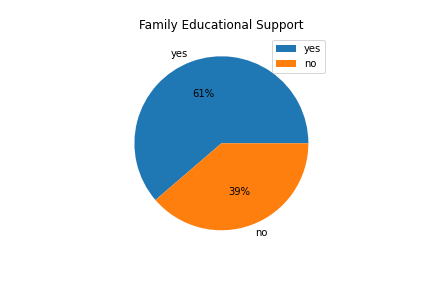 Family Educational Support
yes
no
yes
61%
39%
no